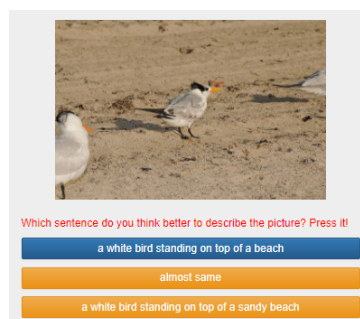 Which sentence do you think better to describe the picture? Press it!
a white bird standing on top of a beach
almost same
a white bird standing on top of a sandy beach